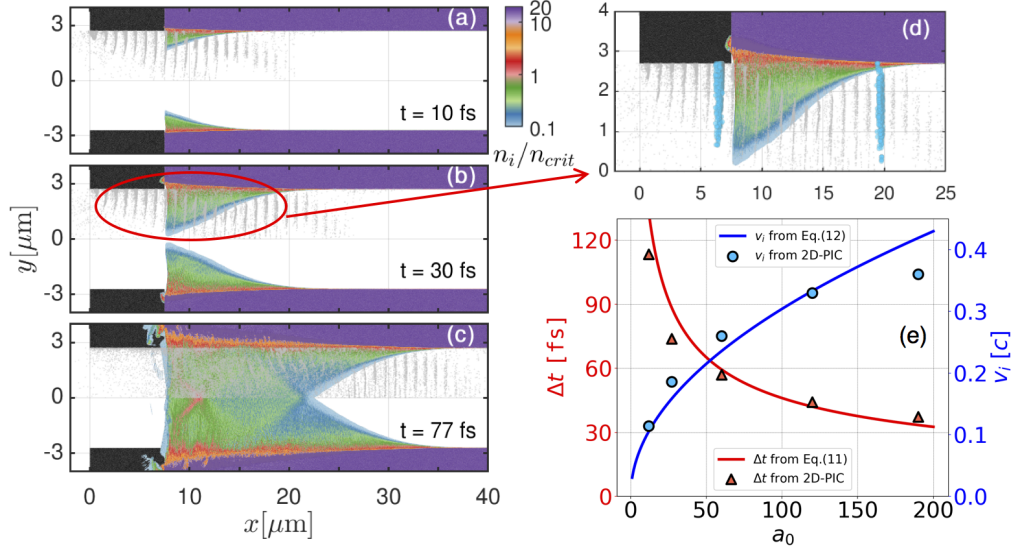 (a)
3
0
-3
t = 10 fs
20
10
1
0.1
n_i/n_crit
(b)
3
0
-3
t = 30 fs
y[μm]
(c)
3
0
-3
t = 77 fs
0 10 20 30 40
x[μm]
(d)
4
3
2
1
0
0 5 10 15 20 25
v_i from Eq.(12)
v_i from 2D-PIC
(e)
Δt from Eq.(11)
Δt from 2D-PIC
120
90
60
30
0
Δt [fs]
0.4
0.3
0.2
0.1
0.0
v_i [c]
0 50 100 150 200
a_0